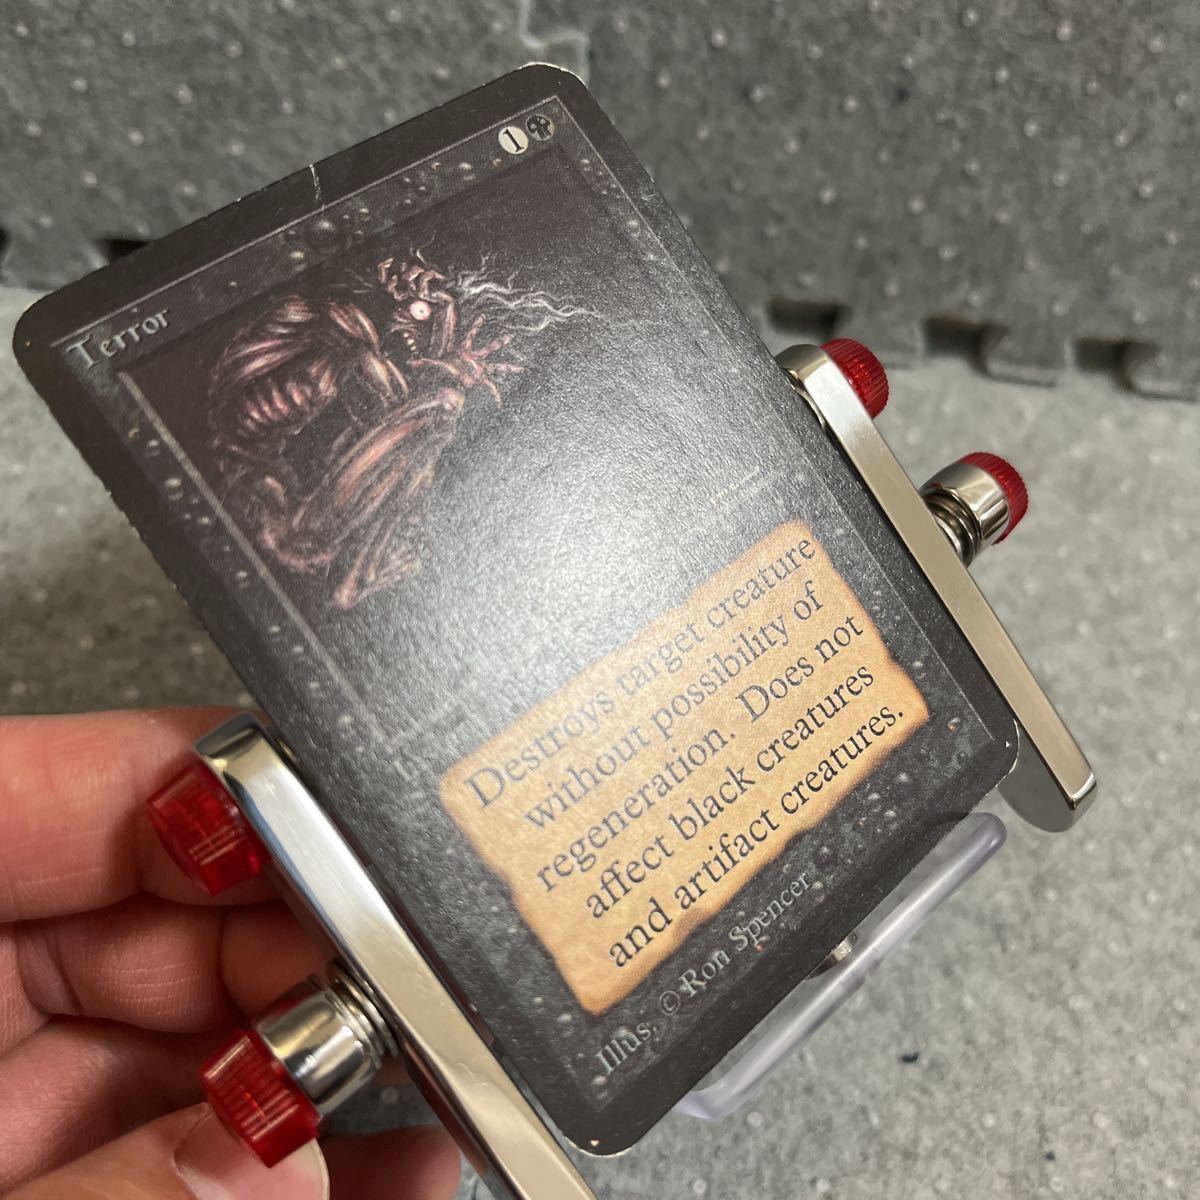 Terror
1
Destroys target creature
without possibility of
regeneration. Does not
affect black creatures
and artifact creatures.
Illus. © Ron Spencer